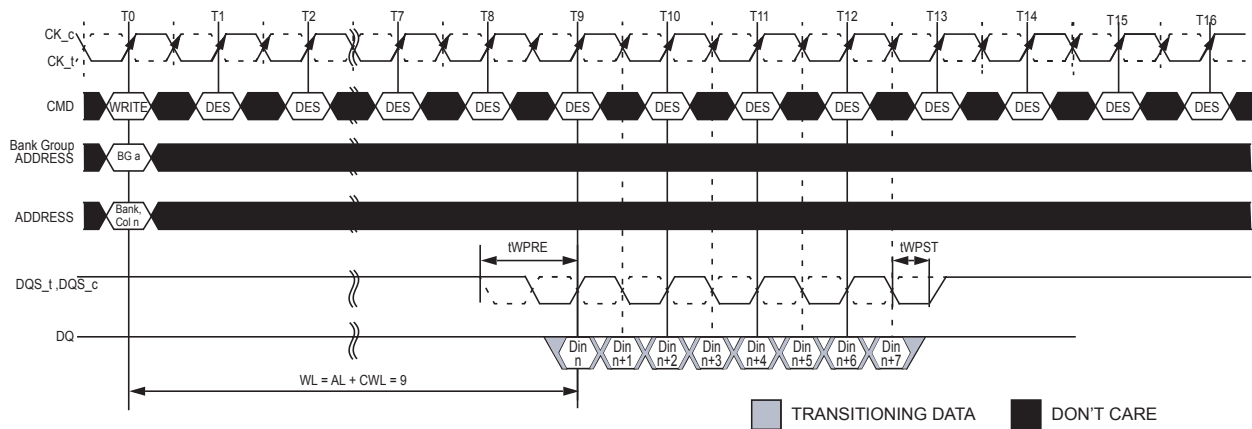 T0 T1 T2 T7 T8 T9 T10 T11 T12 T13 T14 T15 T16
CK_c
CK_t
CMD WRITE DES DES DES DES DES DES DES DES DES DES DES DES
Bank Group
ADDRESS BG a
ADDRESS Bank,
Col n
tWPRE tWPST
DQS_t ,DQS_c
DQ Din
n Din
n+1 Din
n+2 Din
n+3 Din
n+4 Din
n+5 Din
n+6 Din
n+7
WL = AL + CWL = 9
TRANSITIONING DATA DON'T CARE